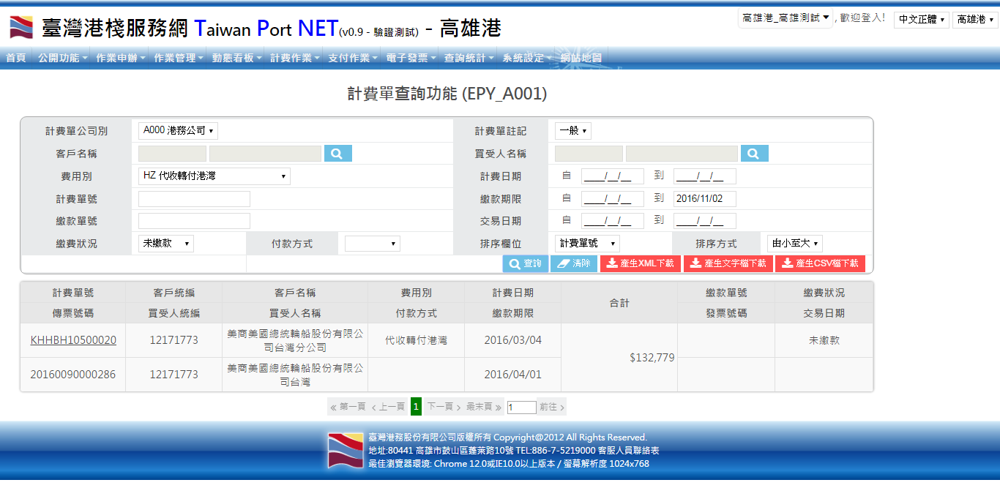 臺灣港棧服務網 Taiwan Port NET(v0.9 - 驗證測試) - 高雄港
高雄港_高雄測試 , 歡迎登入! 中文正體 高雄港
首頁 公開功能 作業申辦 作業管理 動態看板 計費作業 支付作業 電子發票 查詢統計 系統設定 網站地圖
計費單查詢功能 (EPY_A001)
計費單公司別 A000 港務公司 計費單註記 一般
客戶名稱 買受人名稱
費用別 HZ 代收轉付港灣 計費日期 自 ____/__/__ 到 ____/__/__
計費單號 繳款期限 自 ____/__/__ 到 2016/11/02
繳款單號 交易日期 自 ____/__/__ 到 ____/__/__
繳費狀況 未繳款 付款方式 排序欄位 計費單號 排序方式 由小至大
查詢 清除 產生XML下載 產生文字檔下載 產生CSV檔下載
計費單號 客戶統編 客戶名稱 費用別 計費日期 合計 繳款單號 繳費狀況
傳票號碼 買受人統編 買受人名稱 付款方式 繳款期限 發票號碼 交易日期
KHHBH10500020 12171773 美商美國總統輪船股份有限公
司台灣分公司 代收轉付港灣 2016/03/04 $132,779 未繳款
20160090000286 12171773 美商美國總統輪船股份有限公
司台灣 2016/04/01
« 第一頁 ‹ 上一頁 1 下一頁 › 最末頁 » 1 前往 ›
臺灣港務股份有限公司版權所有 Copyright@2012 All Rights Reserved.
地址:80441 高雄市鼓山區蓬萊路10號 TEL:886-7-5219000 客服人員聯絡表
最佳瀏覽器環境: Chrome 12.0或IE10.0以上版本 / 螢幕解析度 1024x768